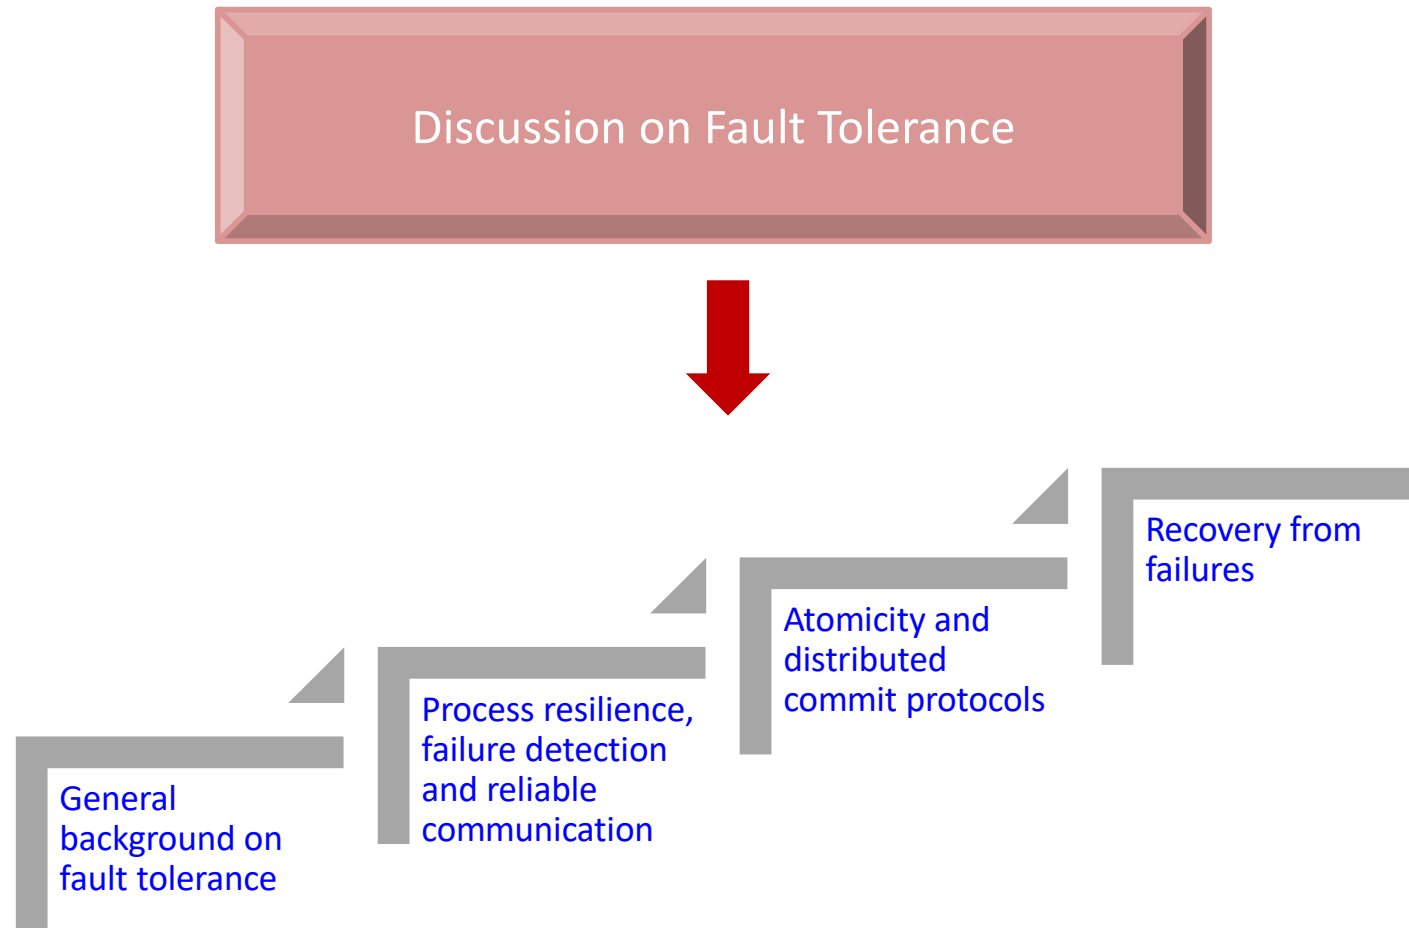 Discussion on Fault Tolerance
General
background on
fault tolerance
Process resilience,
failure detection
and reliable
communication
Atomicity and
distributed
commit protocols
Recovery from
failures